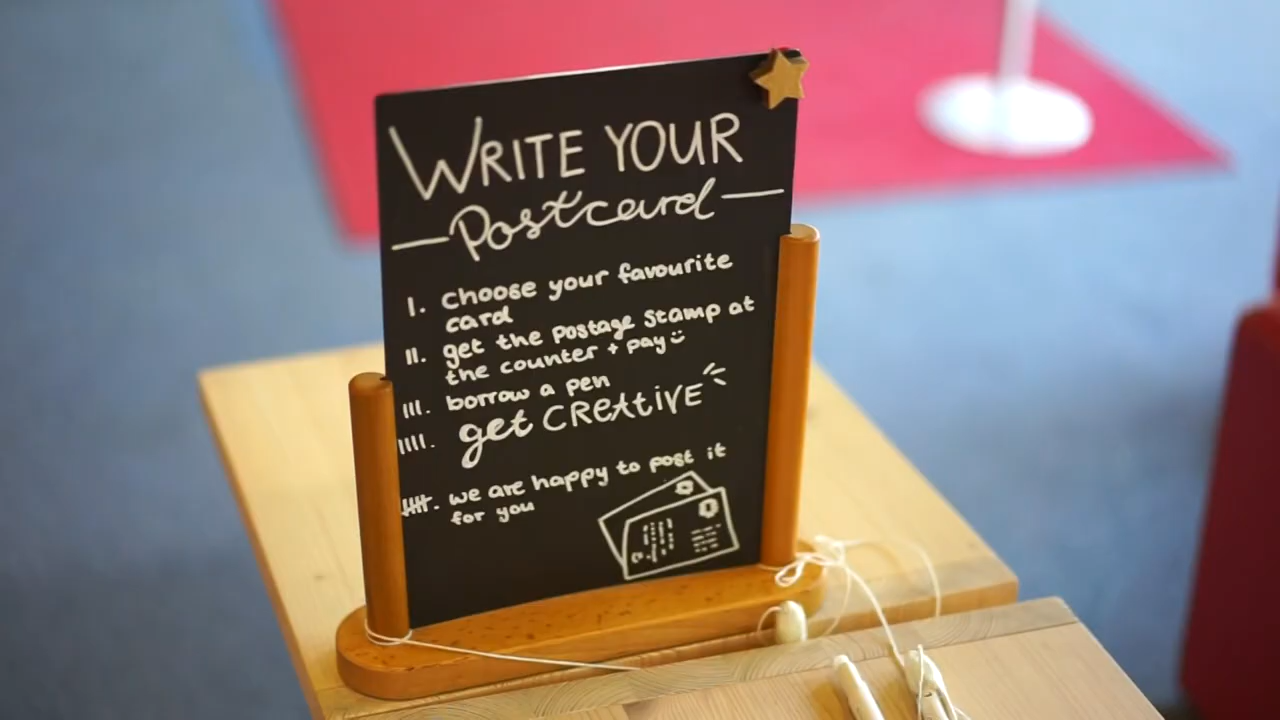 WRITE YOUR
Postcard
I. choose your favourite
card
II. get the postage stamp at
the counter + pay
III. borrow a pen
IIII. get CREATIVE
IIII. we are happy to post it
for you